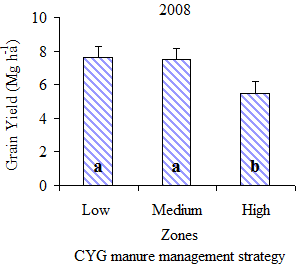 2008
Grain Yield (Mg ha-1)
10
8
6
4
2
0
a
a
b
Low Medium High
Zones
CYG manure management strategy